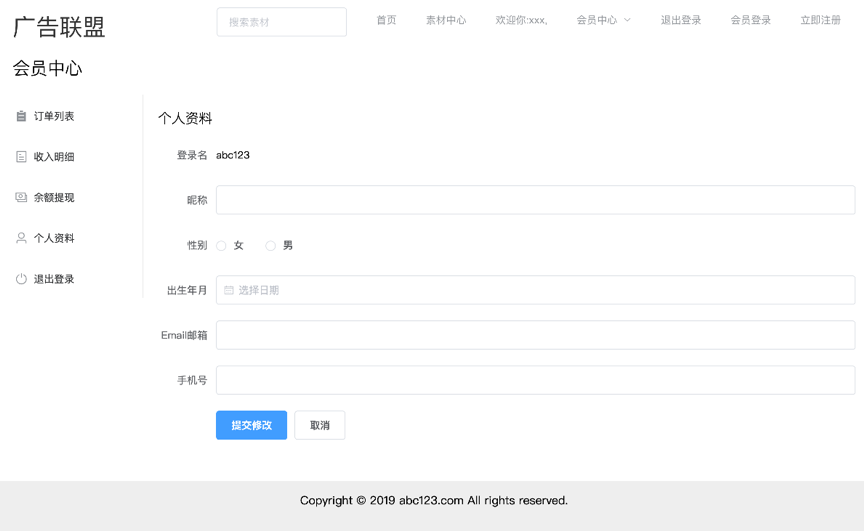 广告联盟
搜索素材
首页 素材中心 欢迎你:xxx, 会员中心 退出登录 会员登录 立即注册
会员中心
订单列表
收入明细
余额提现
个人资料
退出登录
个人资料
登录名 abc123
昵称
性别 女 男
出生年月 选择日期
Email邮箱
手机号
提交修改 取消
Copyright © 2019 abc123.com All rights reserved.